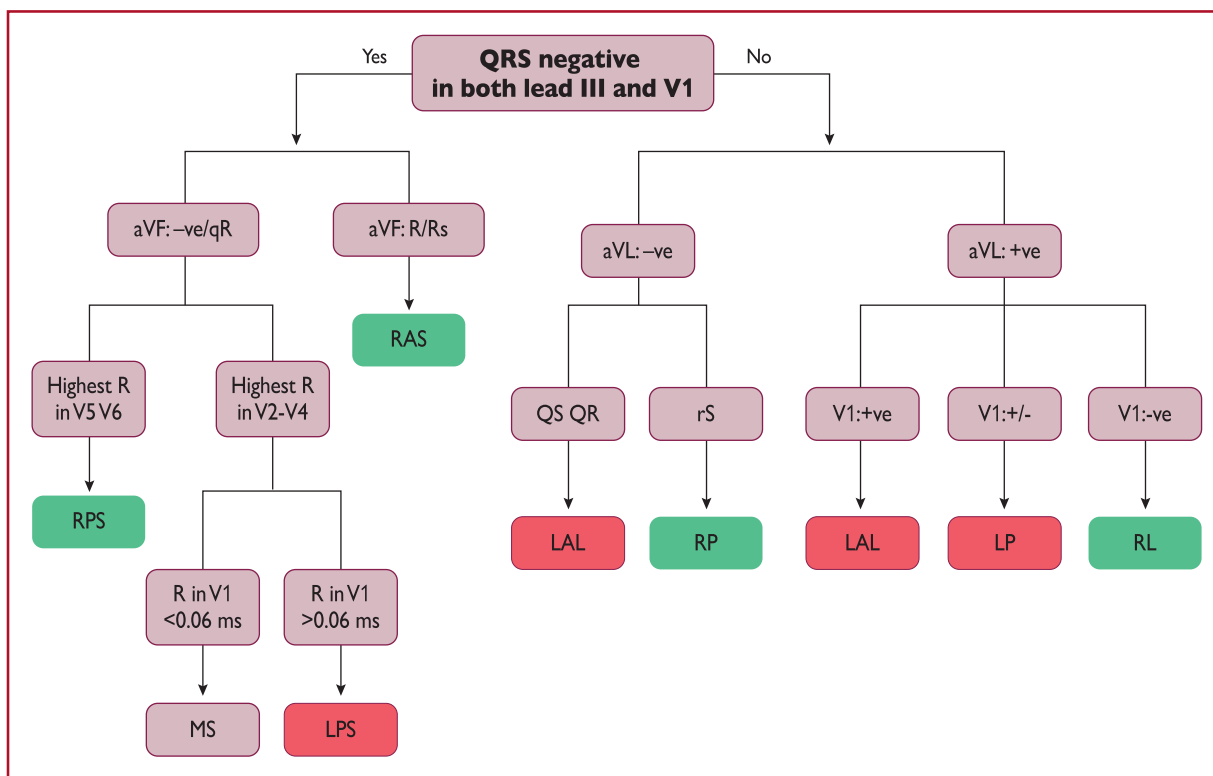 Yes
QRS negative
in both lead III and V1
No
aVF: –ve/qR
aVF: R/Rs
aVL: –ve
aVL: +ve
RAS
Highest R
in V5 V6
Highest R
in V2-V4
QS QR
rS
V1:+ve
V1:+/-
V1:-ve
RPS
LAL
RP
LAL
LP
RL
R in V1
<0.06 ms
R in V1
>0.06 ms
MS
LPS